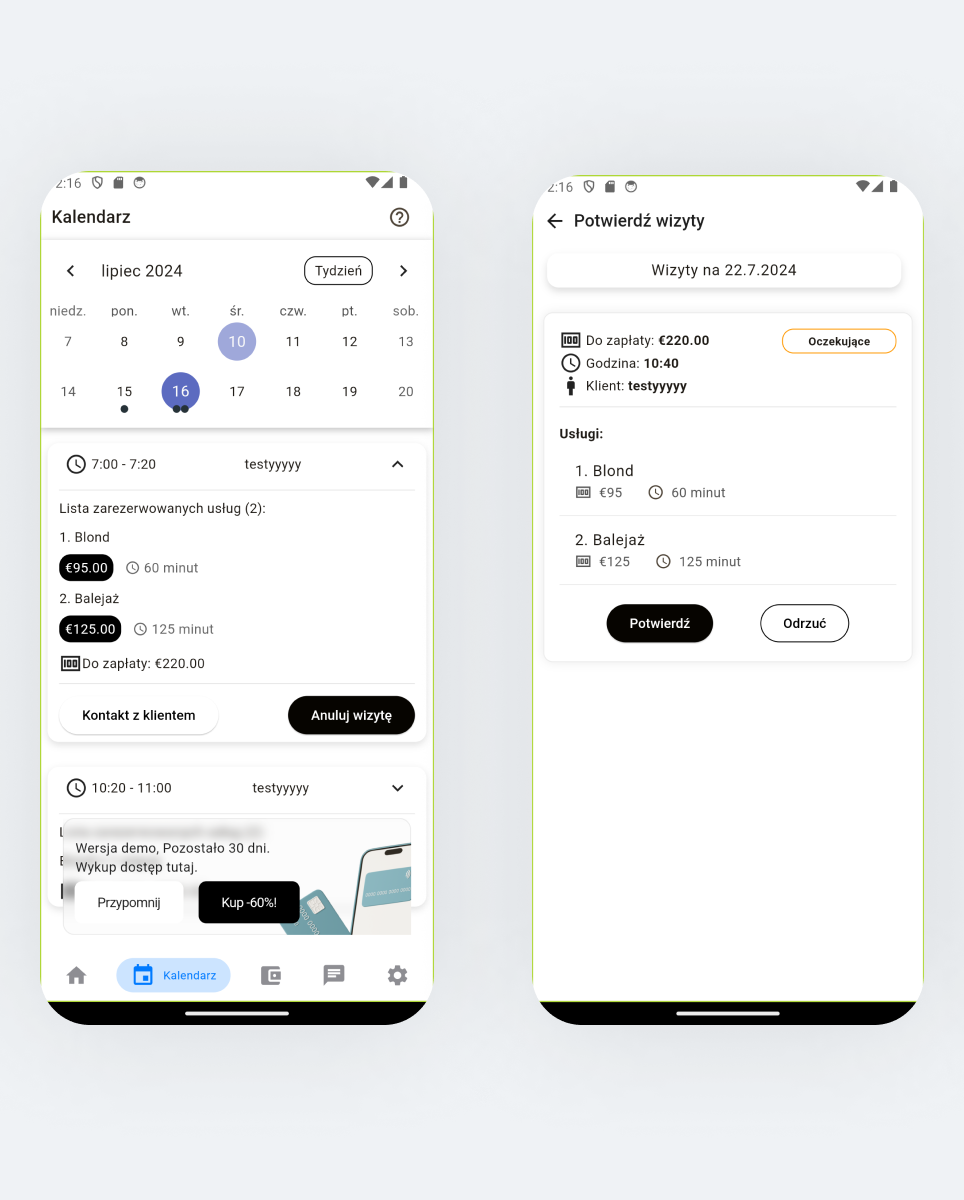 2:16
Kalendarz
lipiec 2024
Tydzień
niedz. pon. wt. śr. czw. pt. sob.
7 8 9 10 11 12 13
14 15 16 17 18 19 20
7:00 - 7:20 testyyyyy
Lista zarezerwowanych usług (2):
1. Blond
€95.00 60 minut
2. Balejaż
€125.00 125 minut
Do zapłaty: €220.00
Kontakt z klientem Anuluj wizytę
10:20 - 11:00 testyyyyy
Wersja demo, Pozostało 30 dni.
Wykup dostęp tutaj.
Przypomnij Kup -60%!
Kalendarz
2:16
Potwierdź wizyty
Wizyty na 22.7.2024
Do zapłaty: €220.00
Oczekujące
Godzina: 10:40
Klient: testyyyyy
Usługi:
1. Blond
€95 60 minut
2. Balejaż
€125 125 minut
Potwierdź Odrzuć